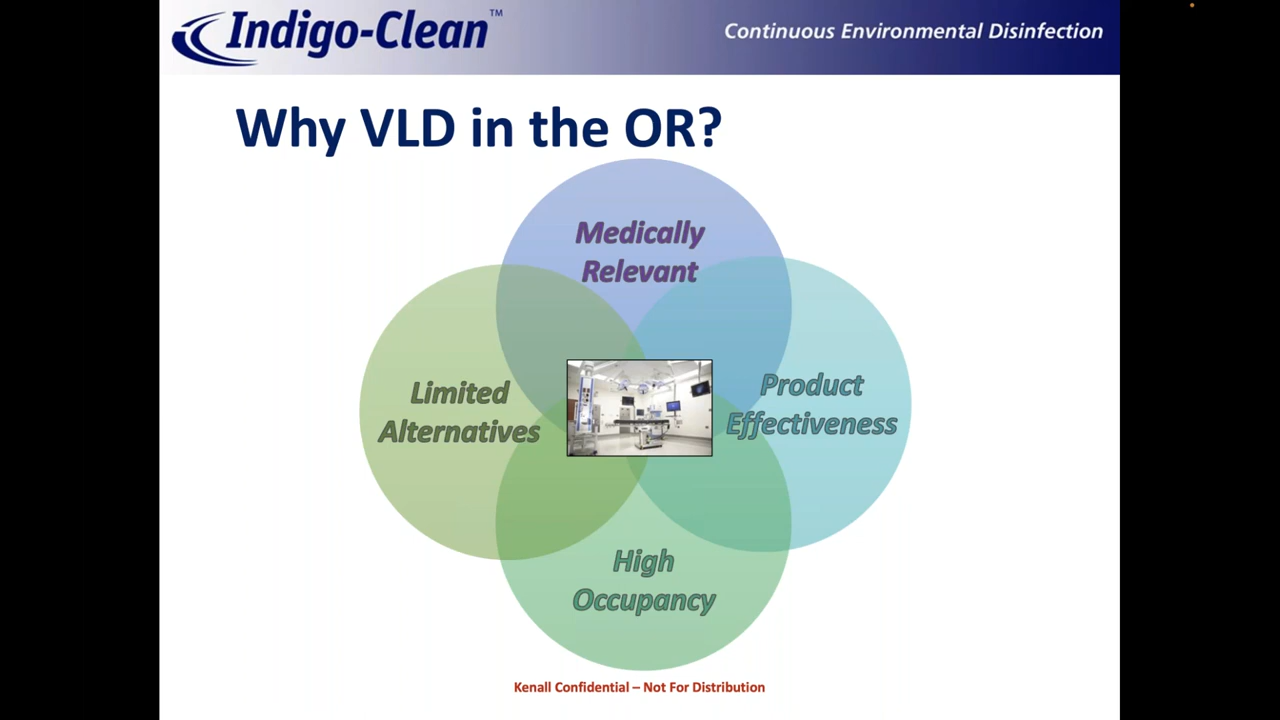 Indigo-Clean™
Continuous Environmental Disinfection
Why VLD in the OR?
Medically
Relevant
Limited
Alternatives
Product
Effectiveness
High
Occupancy
Kenall Confidential – Not For Distribution